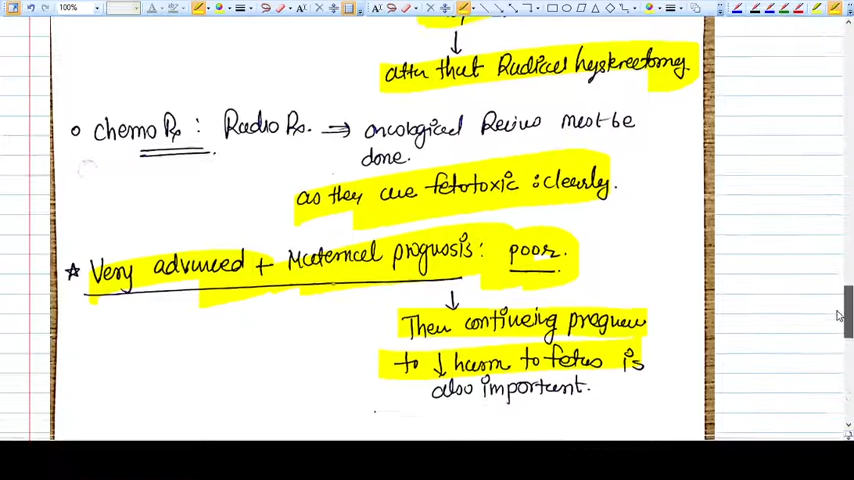 100%
↓
after that Radical hysterectomy.
o chemo Rx : Radio Rx. ⇒ oncological Review must be
done.
as they are fetotoxic : clearly.
☆ Very advanced + Maternal prognosis : poor.
↓
Then continuing
to ↓ harm to fetus is
also important.